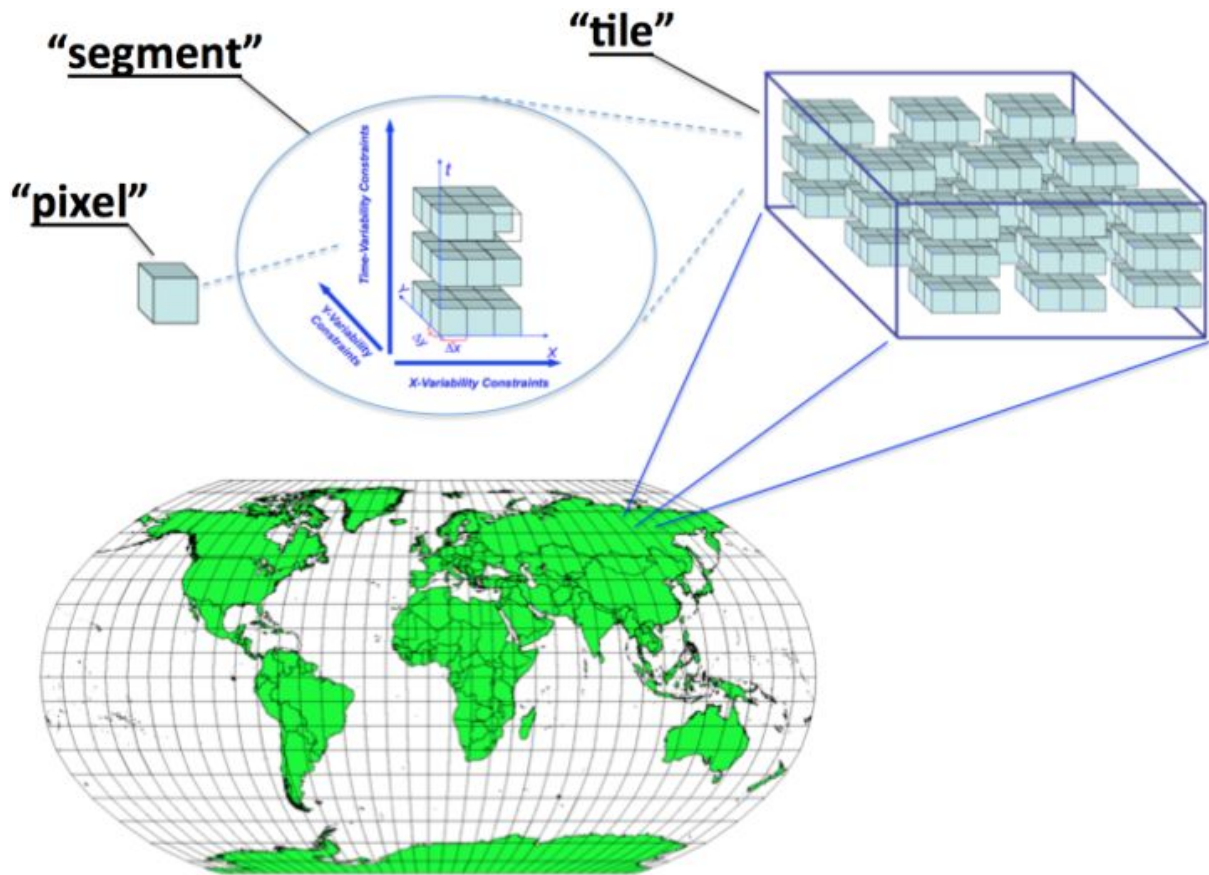 “segment”
“tile”
“pixel”
Time-Variability Constraints
t
Y-Variability
Constraints
Y
Δy
Δx
X
X-Variability Constraints